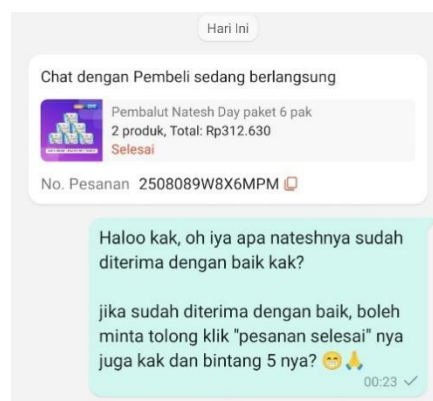 Hari Ini
Chat dengan Pembeli sedang berlangsung
Pembalut Natesh Day paket 6 pak
2 produk, Total: Rp312.630
Selesai
No. Pesanan 2508089W8X6MPM
Haloo kak, oh iya apa nateshnya sudah
diterima dengan baik kak?
jika sudah diterima dengan baik, boleh
minta tolong klik "pesanan selesai" nya
juga kak dan bintang 5 nya? 😁🙏
00:23